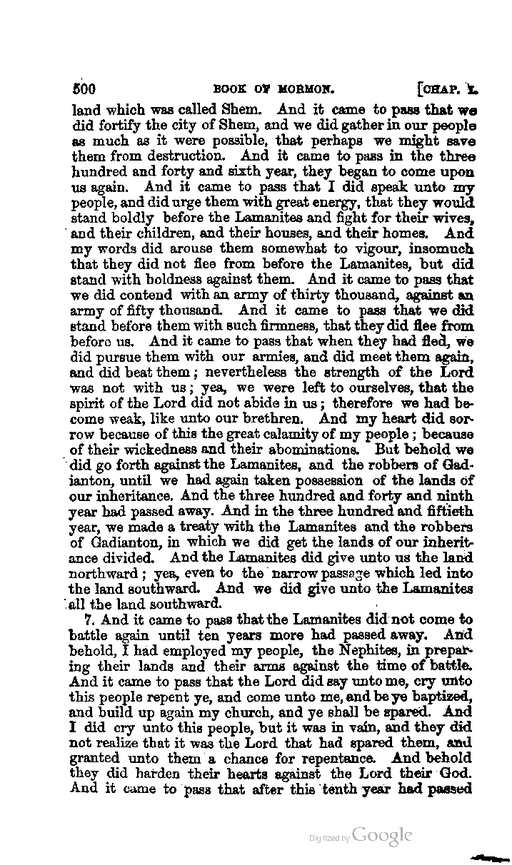 500 BOOK OF MORMON. [CHAP. I.
land which was called Shem. And it came to pass that we
did fortify the city of Shem, and we did gather in our people
as much as it were possible, that perhaps we might save
them from destruction. And it came to pass in the three
hundred and forty and sixth year, they began to come upon
us again. And it came to pass that I did speak unto my
people, and did urge them with great energy, that they would
stand boldly before the Lamanites and fight for their wives,
and their children, and their houses, and their homes. And
my words did arouse them somewhat to vigour, insomuch
that they did not flee from before the Lamanites, but did
stand with boldness against them. And it came to pass that
we did contend with an army of thirty thousand, against an
army of fifty thousand. And it came to pass that we did
stand before them with such firmness, that they did flee from
before us. And it came to pass that when they had fled, we
did pursue them with our armies, and did meet them again,
and did beat them; nevertheless the strength of the Lord
was not with us; yea, we were left to ourselves, that the
spirit of the Lord did not abide in us; therefore we had be-
come weak, like unto our brethren. And my heart did sor-
row because of this the great calamity of my people; because
of their wickedness and their abominations. But behold we
did go forth against the Lamanites, and the robbers of Gad-
ianton, until we had again taken possession of the lands of
our inheritance. And the three hundred and forty and ninth
year had passed away. And in the three hundred and fiftieth
year, we made a treaty with the Lamanites and the robbers
of Gadianton, in which we did get the lands of our inherit-
ance divided. And the Lamanites did give unto us the land
northward; yea, even to the narrow passage which led into
the land southward. And we did give unto the Lamanites
all the land southward.
7. And it came to pass that the Lamanites did not come to
battle again until ten years more had passed away. And
behold, I had employed my people, the Nephites, in prepar-
ing their lands and their arms against the time of battle.
And it came to pass that the Lord did say unto me, cry unto
this people repent ye, and come unto me, and be ye baptized,
and build up again my church, and ye shall be spared. And
I did cry unto this people, but it was in vain, and they did
not realize that it was the Lord that had spared them, and
granted unto them a chance for repentance. And behold
they did harden their hearts against the Lord their God.
And it came to pass that after this tenth year had passed
Digitized by Google